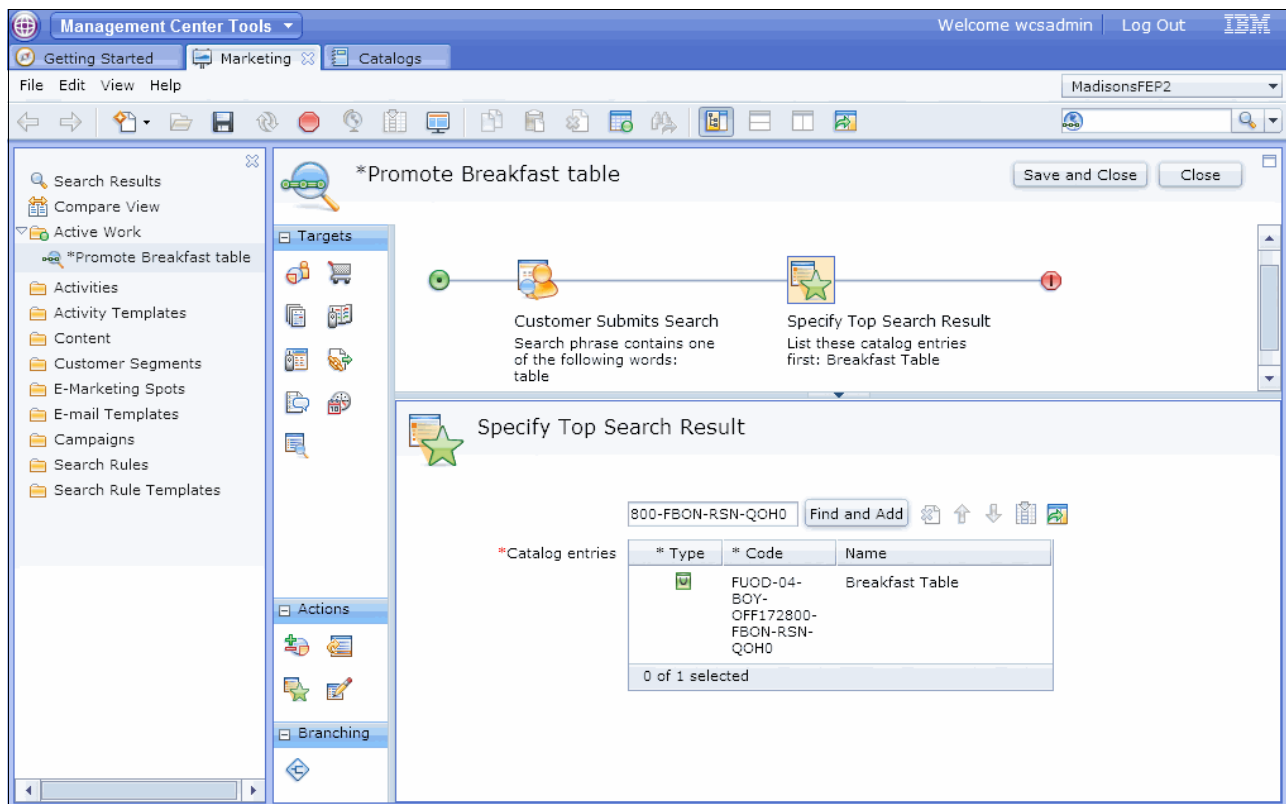 Management Center Tools
Welcome wcsadmin
Log Out
IBM
Getting Started
Marketing
Catalogs
File Edit View Help
MadisonsFEP2
Search Results
Compare View
Active Work
*Promote Breakfast table
Activities
Activity Templates
Content
Customer Segments
E-Marketing Spots
E-mail Templates
Campaigns
Search Rules
Search Rule Templates
*Promote Breakfast table
Save and Close
Close
Targets
Customer Submits Search
Search phrase contains one
of the following words:
table
Specify Top Search Result
List these catalog entries
first: Breakfast Table
Specify Top Search Result
800-FBON-RSN-QOH0
Find and Add
*Catalog entries
* Type
* Code
Name
FUOD-04-
BOY-
OFF172800-
FBON-RSN-
QOH0
Breakfast Table
0 of 1 selected
Actions
Branching